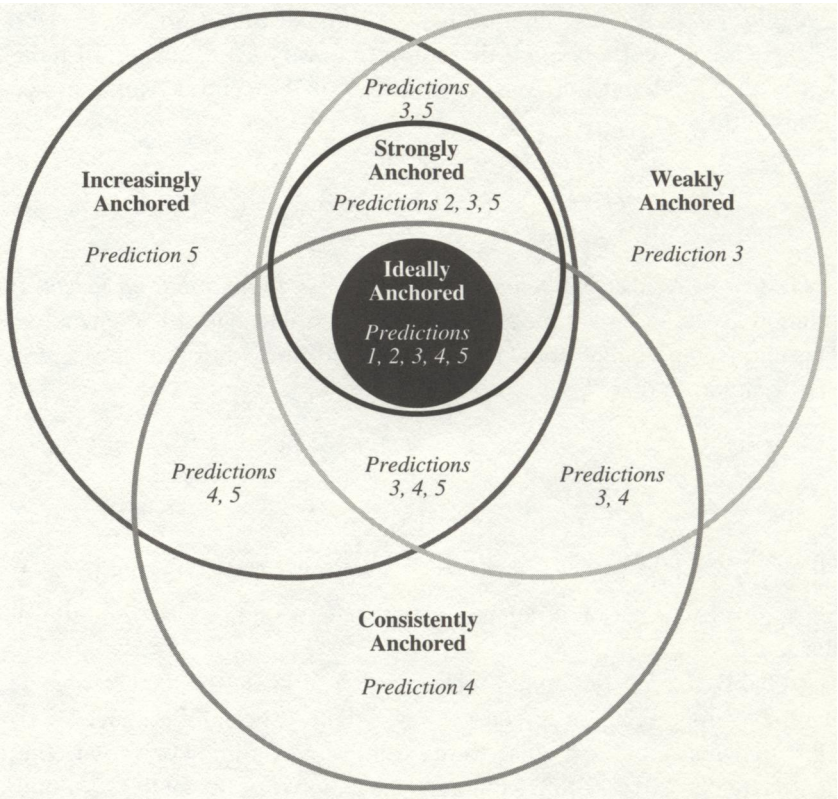 Predictions
3, 5
Strongly
Anchored
Predictions 2, 3, 5
Increasingly
Anchored
Prediction 5
Weakly
Anchored
Prediction 3
Ideally
Anchored
Predictions
1, 2, 3, 4, 5
Predictions
4, 5
Predictions
3, 4, 5
Predictions
3, 4
Consistently
Anchored
Prediction 4